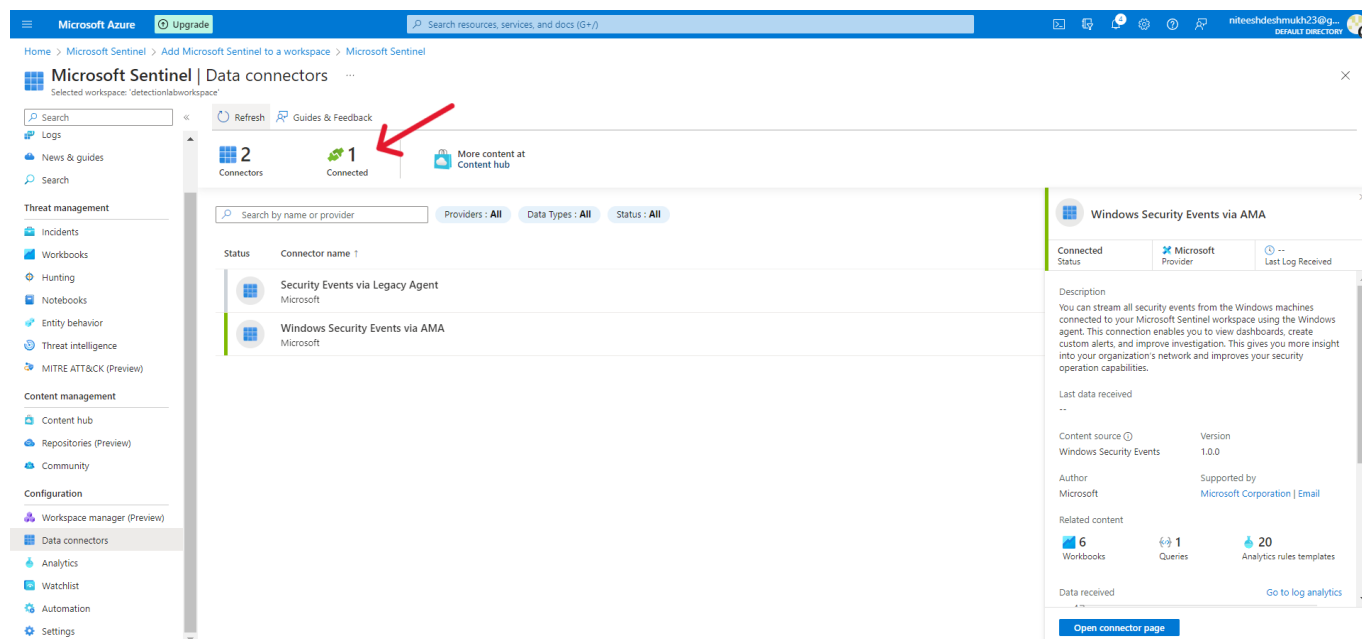 Microsoft Azure
Upgrade
Search resources, services, and docs (G+/)
4
niteeshdeshmukh23@g...
DEFAULT DIRECTORY
Home > Microsoft Sentinel > Add Microsoft Sentinel to a workspace > Microsoft Sentinel
Microsoft Sentinel | Data connectors ...
Selected workspace: 'detectionlabworkspace'
Search
«
Logs
News & guides
Search
Threat management
Incidents
Workbooks
Hunting
Notebooks
Entity behavior
Threat intelligence
MITRE ATT&CK (Preview)
Content management
Content hub
Repositories (Preview)
Community
Configuration
Workspace manager (Preview)
Data connectors
Analytics
Watchlist
Automation
Settings
Refresh
Guides & Feedback
2
Connectors
1
Connected
More content at
Content hub
Search by name or provider
Providers : All
Data Types : All
Status : All
Status
Connector name ↑
Security Events via Legacy Agent
Microsoft
Windows Security Events via AMA
Microsoft
Windows Security Events via AMA
Connected
Status
Microsoft
Provider
--
Last Log Received
Description
You can stream all security events from the Windows machines
connected to your Microsoft Sentinel workspace using the Windows
agent. This connection enables you to view dashboards, create
custom alerts, and improve investigation. This gives you more insight
into your organization's network and improves your security
operation capabilities.
Last data received
--
Content source
Windows Security Events
Version
1.0.0
Author
Microsoft
Supported by
Microsoft Corporation | Email
Related content
6
Workbooks
1
Queries
20
Analytics rules templates
Data received
Go to log analytics
Open connector page